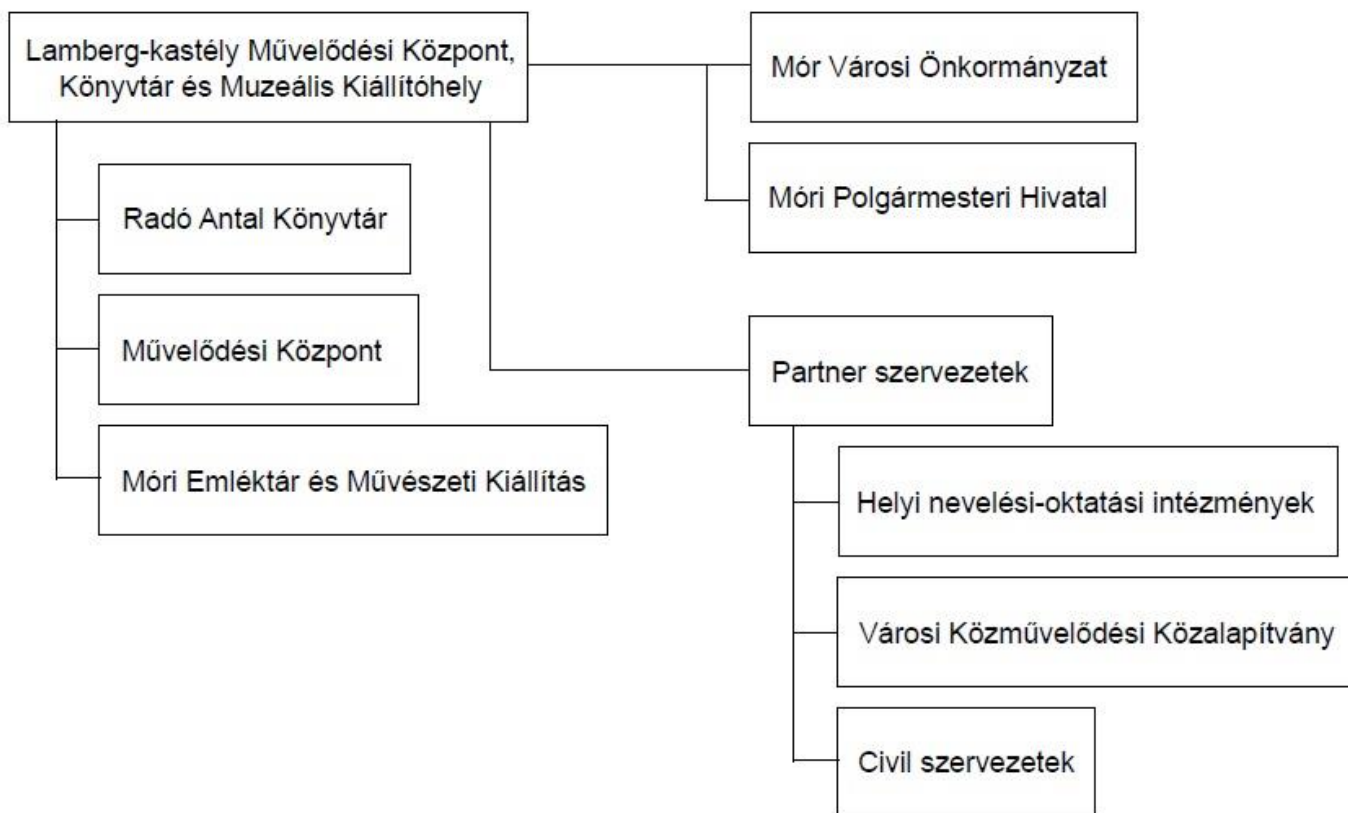 Lamberg-kastély Művelődési Központ,
Könyvtár és Muzeális Kiállítóhely
Radó Antal Könyvtár
Művelődési Központ
Móri Emléktár és Művészeti Kiállítás
Mór Városi Önkormányzat
Móri Polgármesteri Hivatal
Partner szervezetek
Helyi nevelési-oktatási intézmények
Városi Közművelődési Közalapítvány
Civil szervezetek